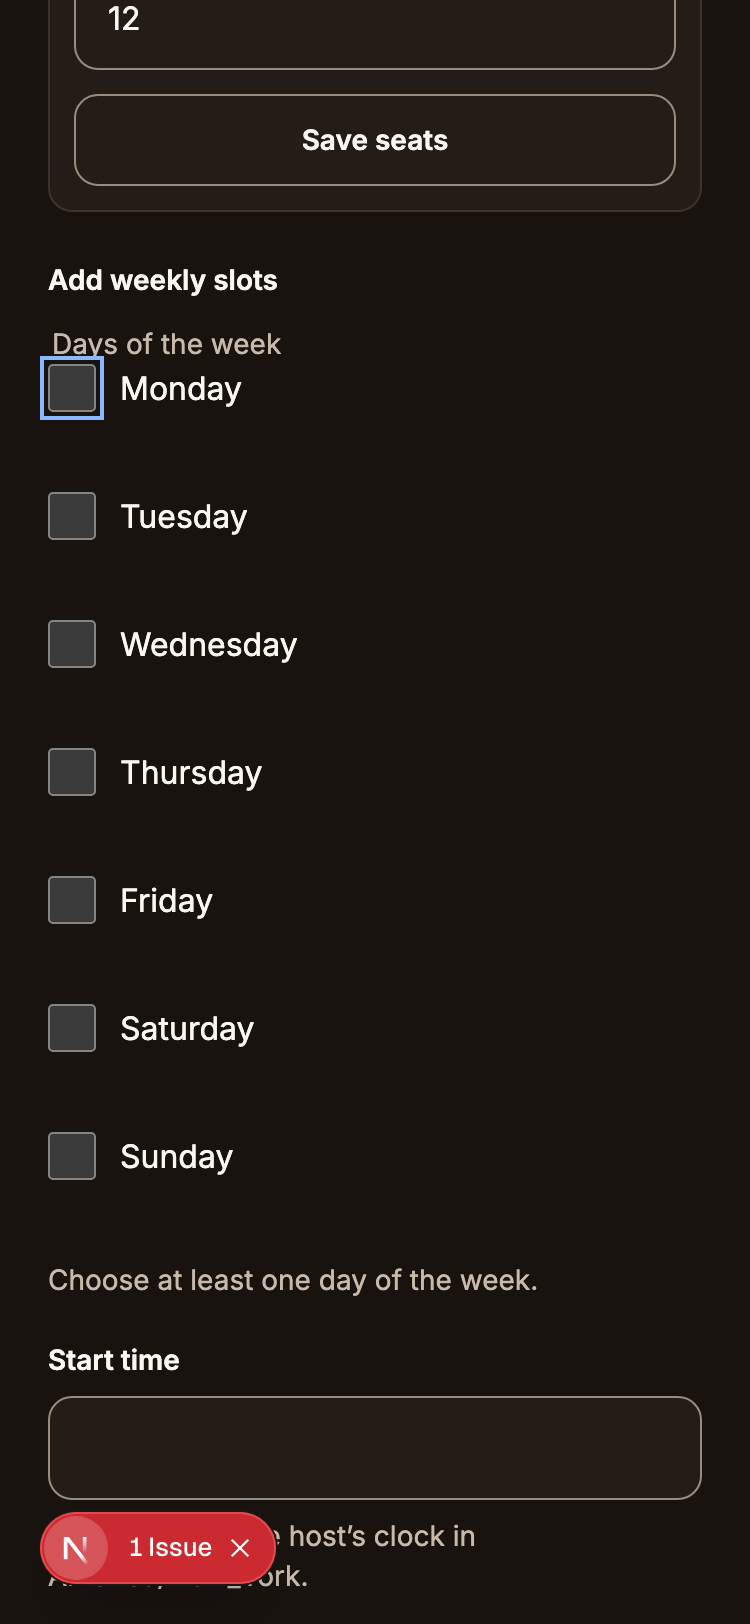 12
Save seats
Add weekly slots
Days of the week
Monday
Tuesday
Wednesday
Thursday
Friday
Saturday
Sunday
Choose at least one day of the week.
Start time
host’s clock in
N 1 Issue